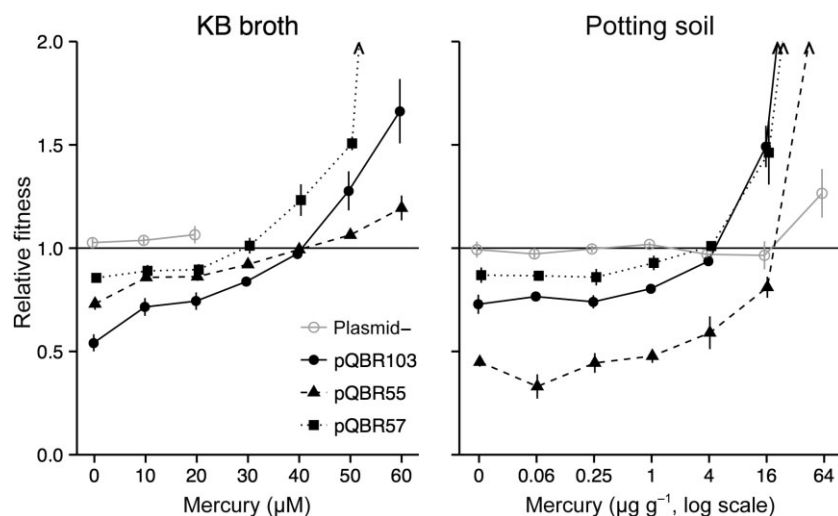 KB broth
Potting soil
Relative fitness
2.0
1.5
1.0
0.5
0.0
Plasmid-
pQBR103
pQBR55
pQBR57
0 10 20 30 40 50 60
Mercury (μM)
0 0.06 0.25 1 4 16 64
Mercury (μg g⁻¹, log scale)